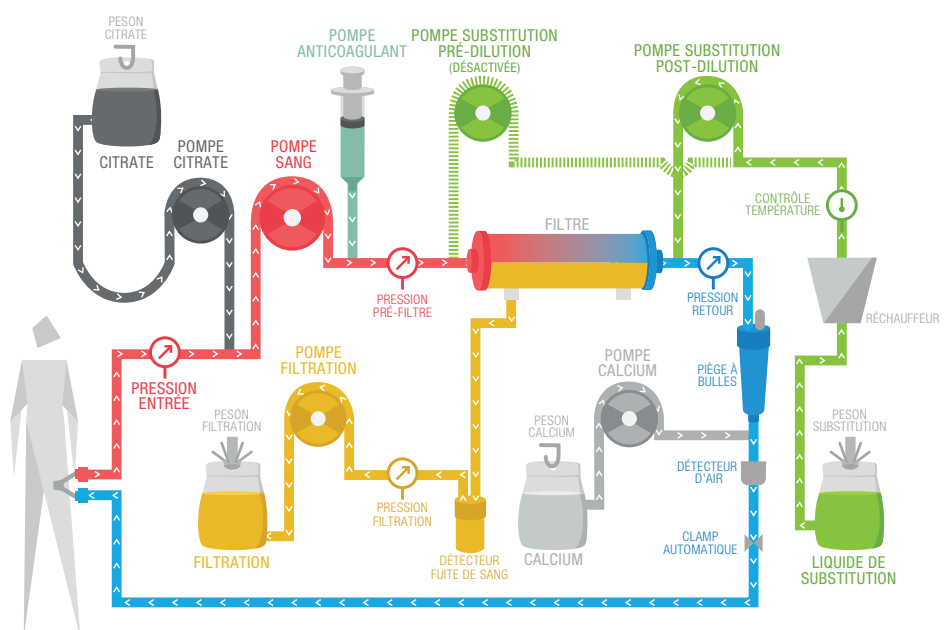 PESON
CITRATE
POMPE
ANTICOAGULANT
POMPE SUBSTITUTION
PRÉ-DILUTION
(DÉSACTIVÉE)
POMPE SUBSTITUTION
POST-DILUTION
CITRATE
POMPE
CITRATE
POMPE
SANG
CONTRÔLE
TEMPÉRATURE
FILTRE
PRESSION
PRÉ-FILTRE
PRESSION
RETOUR
RÉCHAUFFEUR
PRESSION
ENTRÉE
POMPE
FILTRATION
POMPE
CALCIUM
PIÈGE À
BULLES
PESON
FILTRATION
PESON
CALCIUM
PESON
SUBSTITUTION
DÉTECTEUR
D'AIR
PRESSION
FILTRATION
CLAMP
AUTOMATIQUE
FILTRATION
DÉTECTEUR
FUITE DE SANG
CALCIUM
LIQUIDE DE
SUBSTITUTION